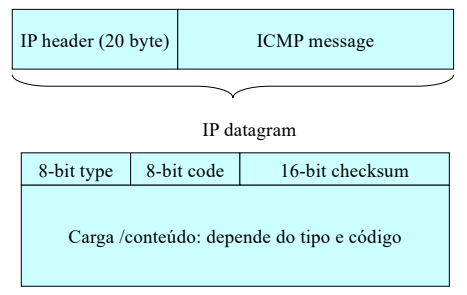 IP header (20 byte) ICMP message
IP datagram
8-bit type 8-bit code 16-bit checksum
Carga /conteúdo: depende do tipo e código